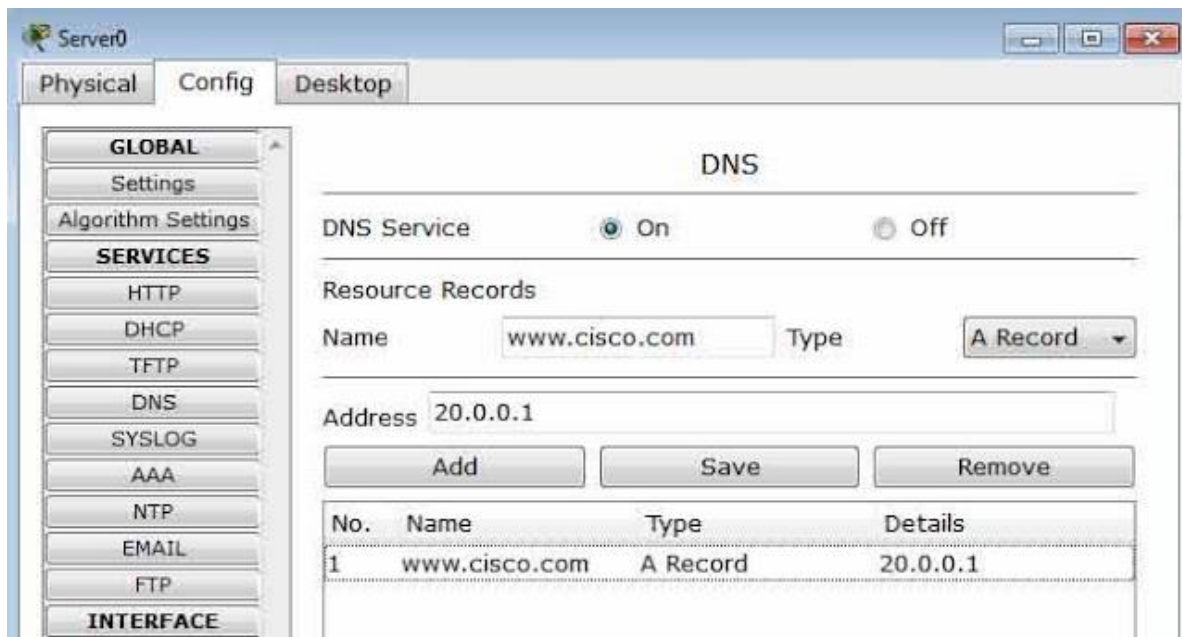 Server0
Physical Config Desktop
GLOBAL
Settings
Algorithm Settings
SERVICES
HTTP
DHCP
TFTP
DNS
SYSLOG
AAA
NTP
EMAIL
FTP
INTERFACE
DNS
DNS Service On Off
Resource Records
Name www.cisco.com Type A Record
Address 20.0.0.1
Add Save Remove
No. Name Type Details
1 www.cisco.com A Record 20.0.0.1